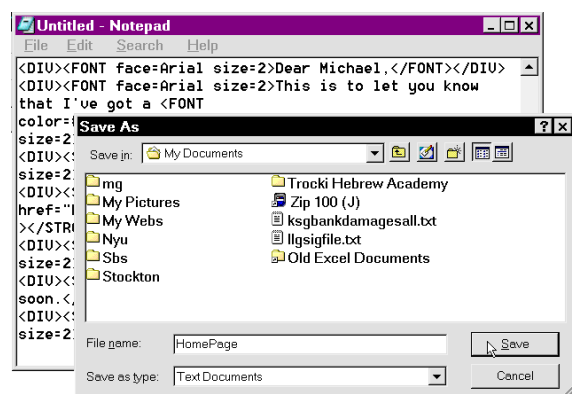 Untitled - Notepad
File Edit Search Help
<DIV><FONT face=Arial size=2>Dear Michael,</FONT></DIV>
<DIV><FONT face=Arial size=2>This is to let you know
that I've got a <FONT
color=
size=2
<DIV><
size=2
<DIV><
href="
></STR
<DIV><
size=2
<DIV><
soon.<
<DIV><
size=2
Save As
Save in: My Documents
mg
My Pictures
My Webs
Nyu
Sbs
Stockton
Trocki Hebrew Academy
Zip 100 (J)
ksgbankdamagesall.txt
llgsigfile.txt
Old Excel Documents
File name: HomePage Save
Save as type: Text Documents Cancel